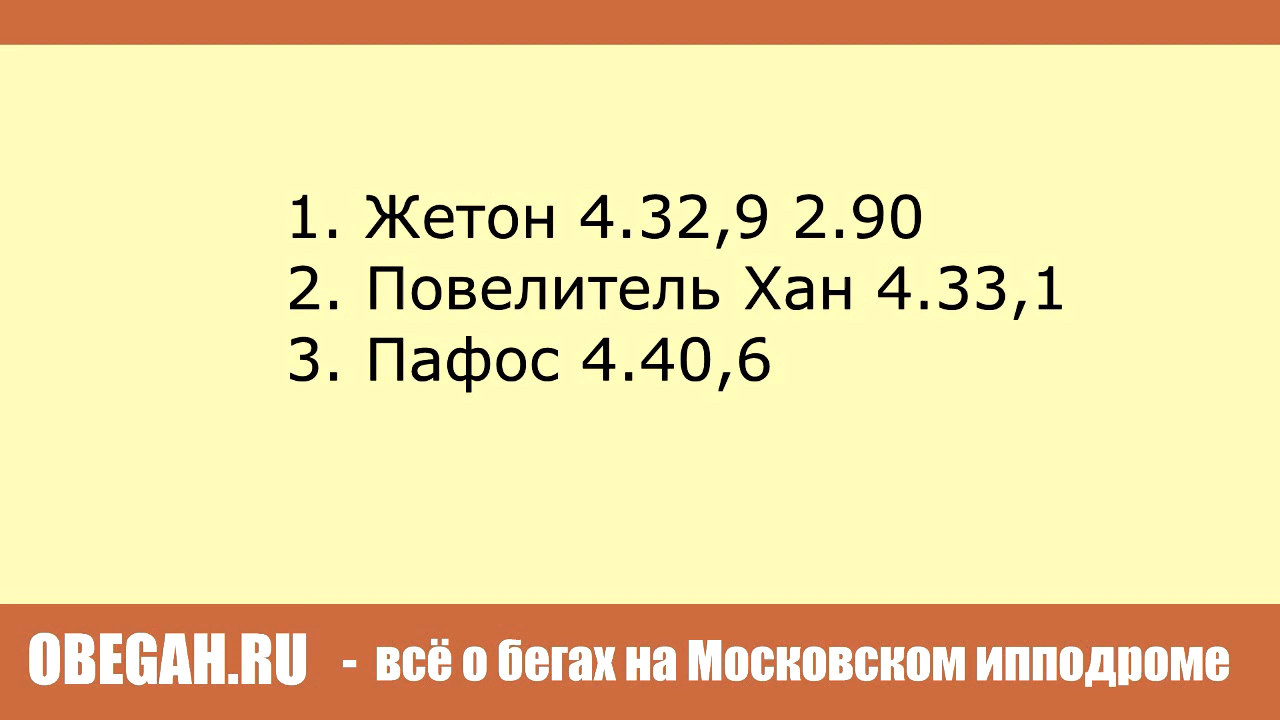 1. Жетон 4.32,9 2.90
2. Повелитель Хан 4.33,1
3. Пафос 4.40,6
OBEGAH.RU - всё о бегах на Московском ипподроме